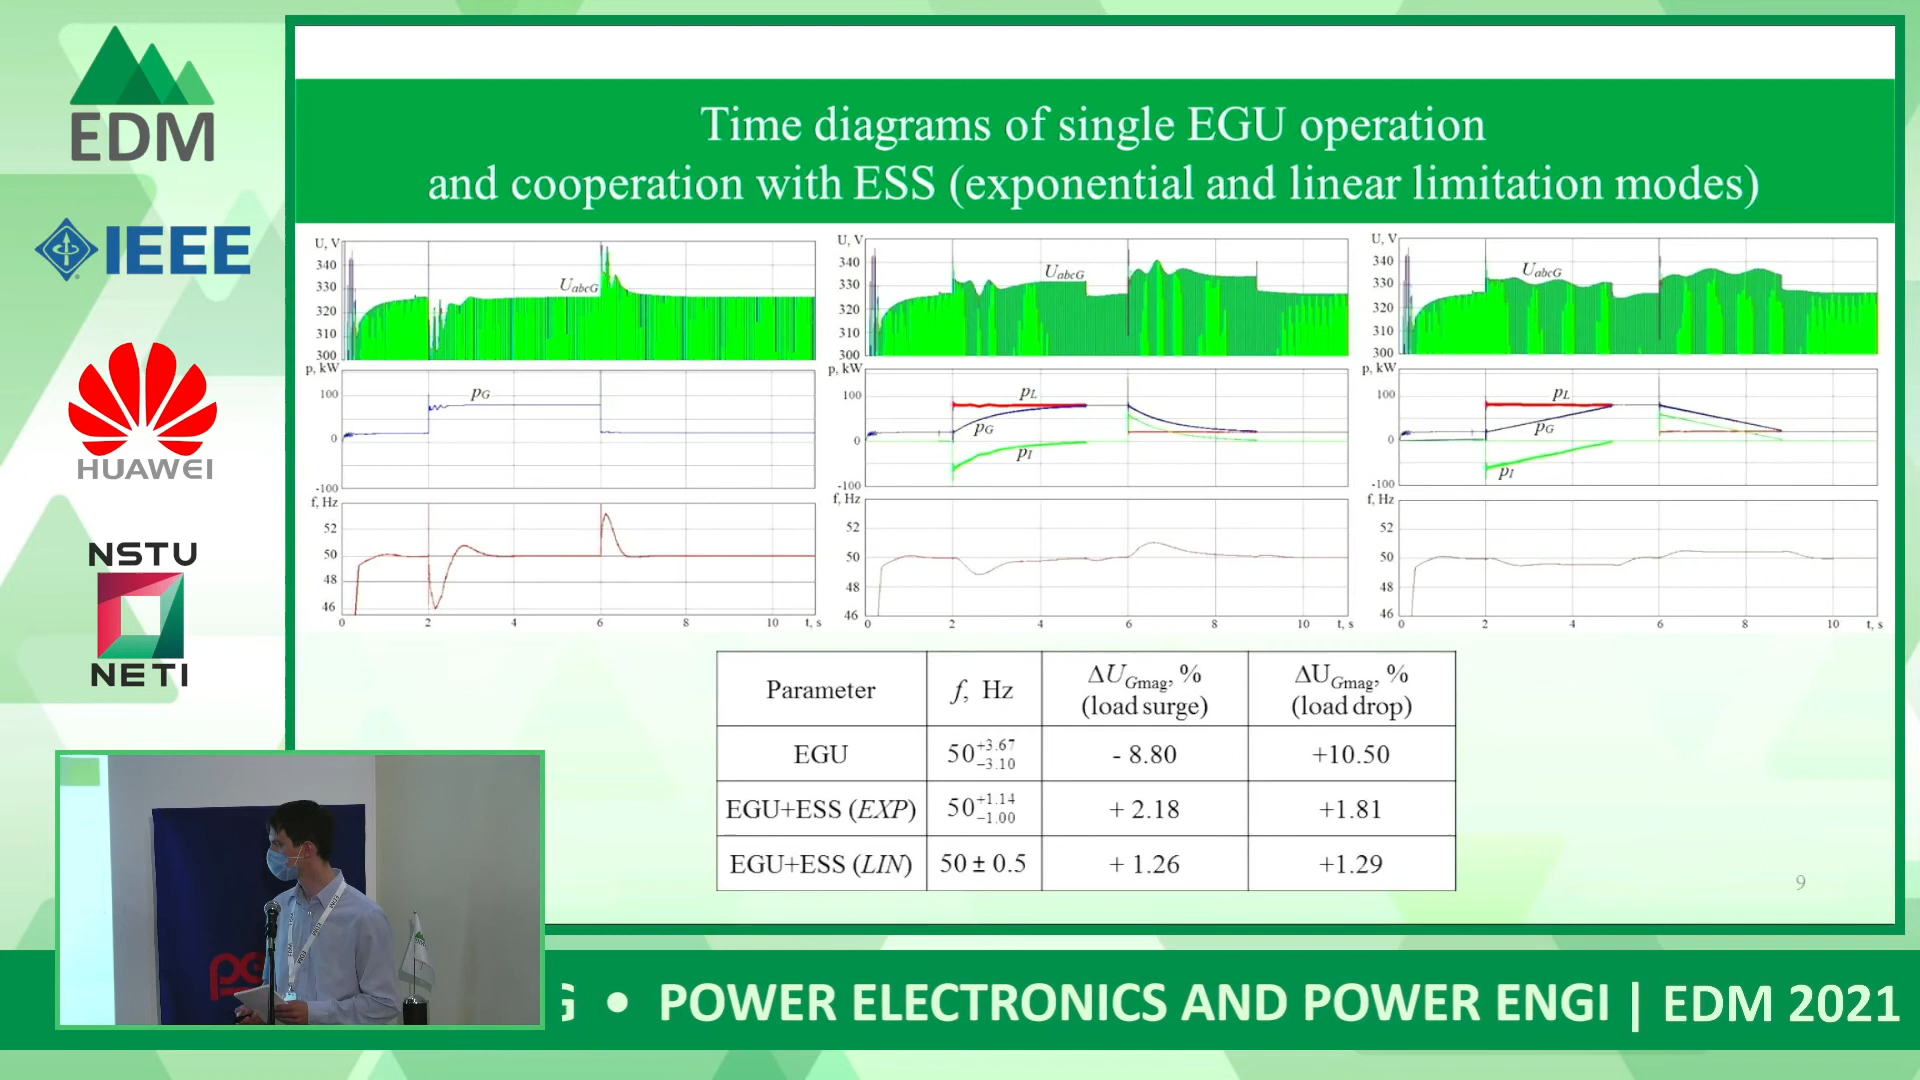 EDM
IEEE
HUAWEI
NSTU
NETI
Time diagrams of single EGU operation
and cooperation with ESS (exponential and linear limitation modes)
U, V
340
330
320
310
300
UabcG
p, kW
100
0
-100
pG
f, Hz
52
50
48
46
0 2 4 6 8 10 t, s
U, V
340
330
320
310
300
UabcG
p, kW
100
0
-100
pL
pG
pI
f, Hz
52
50
48
46
0 2 4 6 8 10 t, s
U, V
340
330
320
310
300
UabcG
p, kW
100
0
-100
pL
pG
pI
f, Hz
52
50
48
46
0 2 4 6 8 10 t, s
Parameter f, Hz ΔUGmag, % (load surge) ΔUGmag, % (load drop)
EGU 50 +3.67 −3.10 - 8.80 +10.50
EGU+ESS (EXP) 50 +1.14 −1.00 + 2.18 +1.81
EGU+ESS (LIN) 50 ± 0.5 + 1.26 +1.29
9
G • POWER ELECTRONICS AND POWER ENGI | EDM 2021